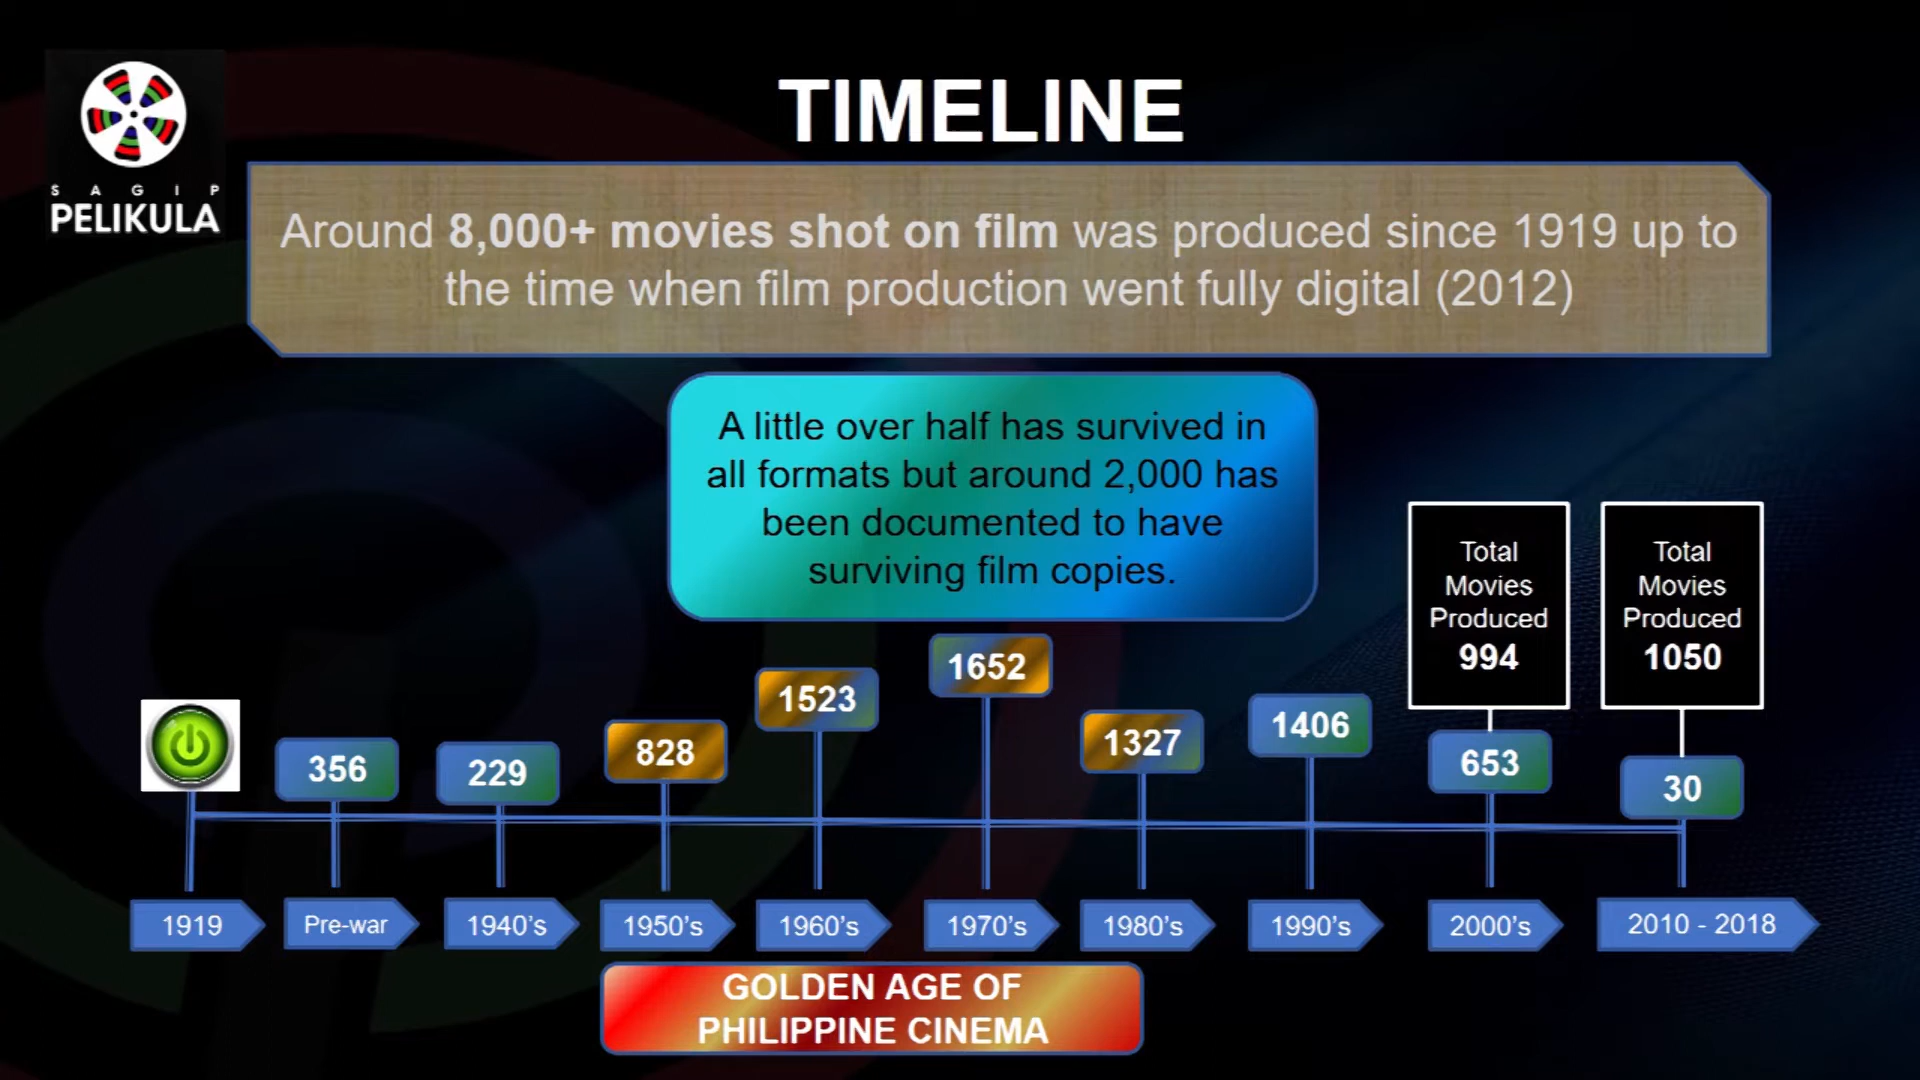 SAGIP
PELIKULA
TIMELINE
Around 8,000+ movies shot on film was produced since 1919 up to
the time when film production went fully digital (2012)
A little over half has survived in
all formats but around 2,000 has
been documented to have
surviving film copies.
Total
Movies
Produced
994
Total
Movies
Produced
1050
356
229
828
1523
1652
1327
1406
653
30
1919
Pre-war
1940's
1950's
1960's
1970's
1980's
1990's
2000's
2010 - 2018
GOLDEN AGE OF
PHILIPPINE CINEMA